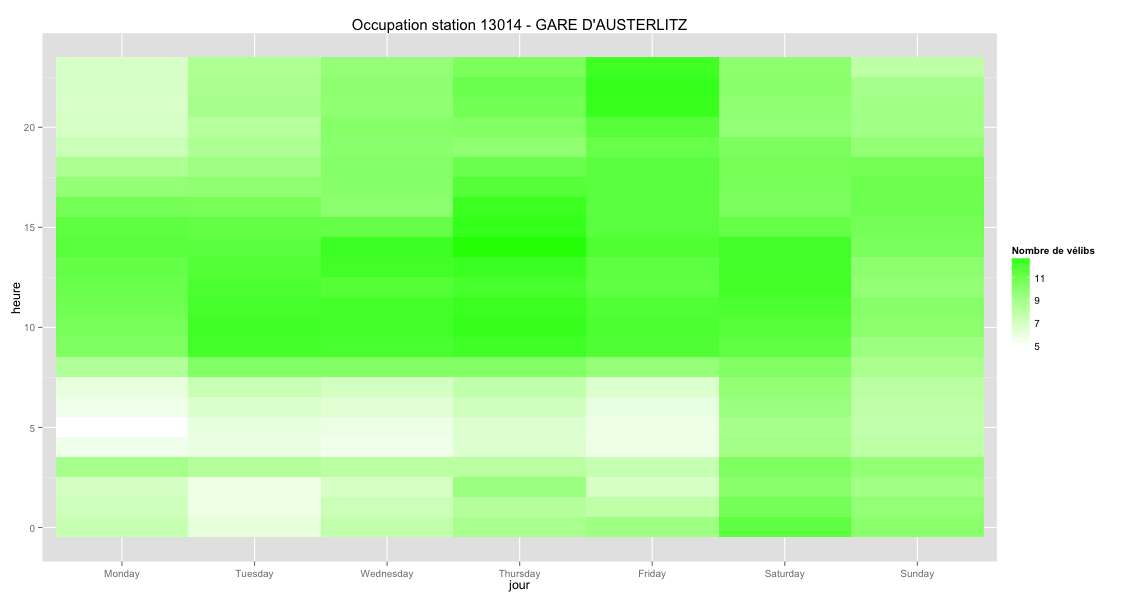 Occupation station 13014 - GARE D'AUSTERLITZ
heure
20
15
10
5
0
Monday Tuesday Wednesday Thursday Friday Saturday Sunday
jour
Nombre de vélibs
11
9
7
5